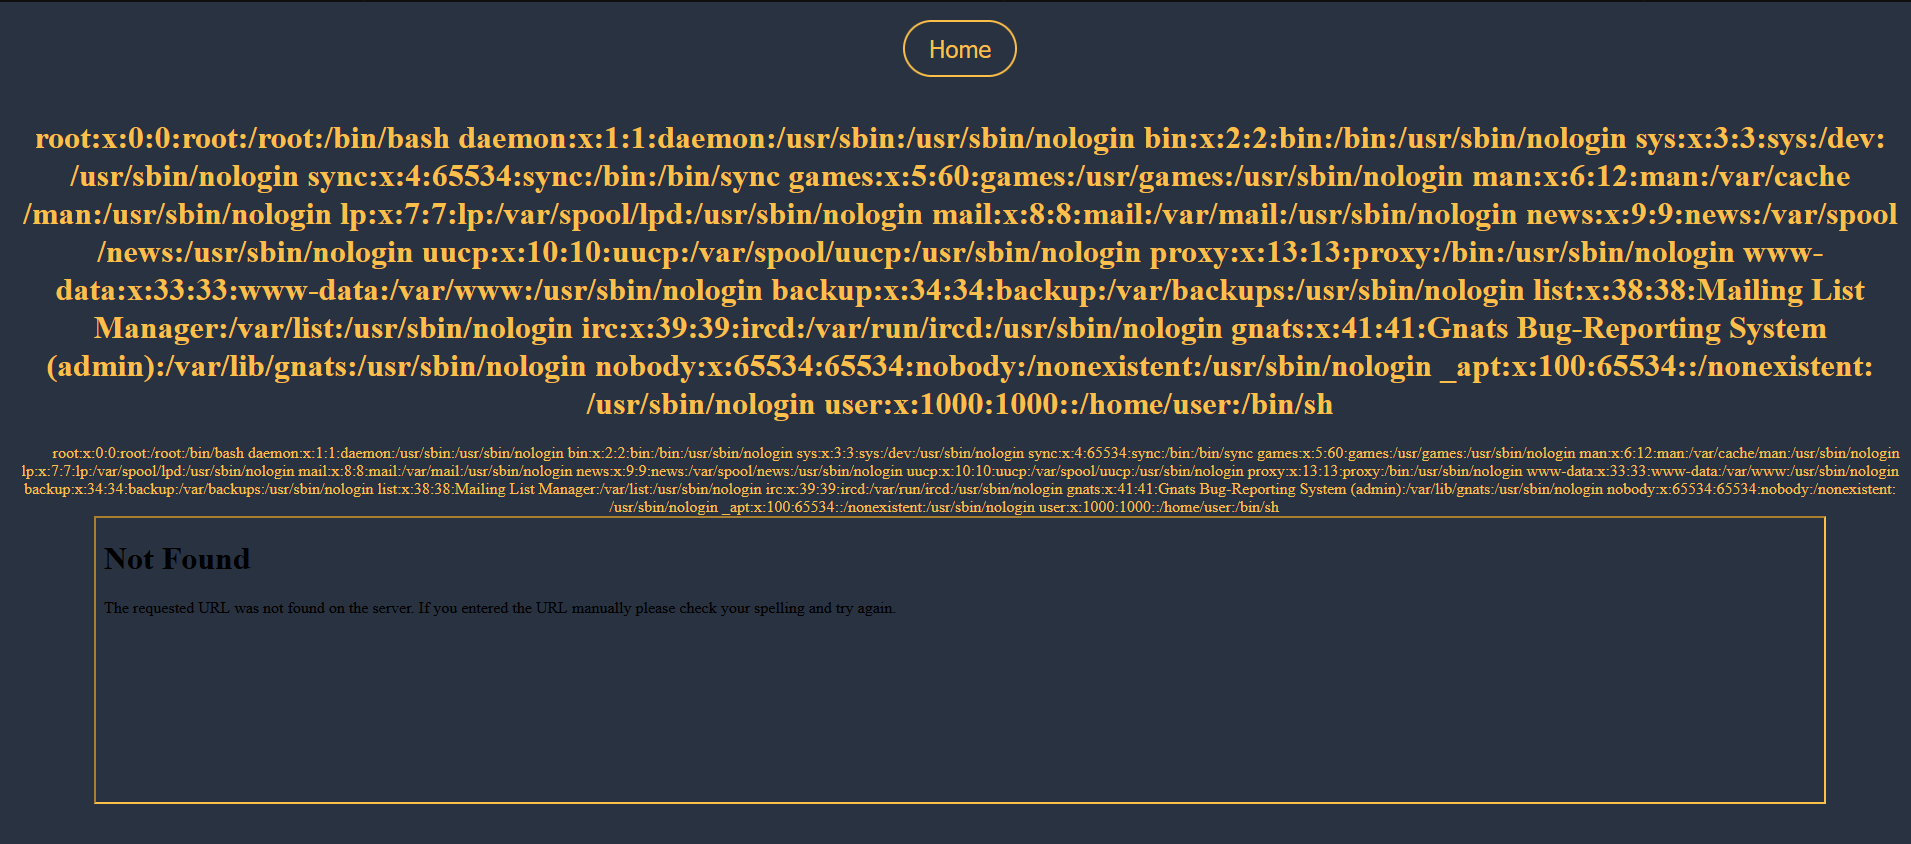 Home
root:x:0:0:root:/root:/bin/bash daemon:x:1:1:daemon:/usr/sbin:/usr/sbin/nologin bin:x:2:2:bin:/bin:/usr/sbin/nologin sys:x:3:3:sys:/dev:
/usr/sbin/nologin sync:x:4:65534:sync:/bin:/bin/sync games:x:5:60:games:/usr/games:/usr/sbin/nologin man:x:6:12:man:/var/cache
/man:/usr/sbin/nologin lp:x:7:7:lp:/var/spool/lpd:/usr/sbin/nologin mail:x:8:8:mail:/var/mail:/usr/sbin/nologin news:x:9:9:news:/var/spool
/news:/usr/sbin/nologin uucp:x:10:10:uucp:/var/spool/uucp:/usr/sbin/nologin proxy:x:13:13:proxy:/bin:/usr/sbin/nologin www-
data:x:33:33:www-data:/var/www:/usr/sbin/nologin backup:x:34:34:backup:/var/backups:/usr/sbin/nologin list:x:38:38:Mailing List
Manager:/var/list:/usr/sbin/nologin irc:x:39:39:ircd:/var/run/ircd:/usr/sbin/nologin gnats:x:41:41:Gnats Bug-Reporting System
(admin):/var/lib/gnats:/usr/sbin/nologin nobody:x:65534:65534:nobody:/nonexistent:/usr/sbin/nologin _apt:x:100:65534::/nonexistent:
/usr/sbin/nologin user:x:1000:1000::/home/user:/bin/sh
root:x:0:0:root:/root:/bin/bash daemon:x:1:1:daemon:/usr/sbin:/usr/sbin/nologin bin:x:2:2:bin:/bin:/usr/sbin/nologin sys:x:3:3:sys:/dev:/usr/sbin/nologin sync:x:4:65534:sync:/bin:/bin/sync games:x:5:60:games:/usr/games:/usr/sbin/nologin man:x:6:12:man:/var/cache/man:/usr/sbin/nologin
lp:x:7:7:lp:/var/spool/lpd:/usr/sbin/nologin mail:x:8:8:mail:/var/mail:/usr/sbin/nologin news:x:9:9:news:/var/spool/news:/usr/sbin/nologin uucp:x:10:10:uucp:/var/spool/uucp:/usr/sbin/nologin proxy:x:13:13:proxy:/bin:/usr/sbin/nologin www-data:x:33:33:www-data:/var/www:/usr/sbin/nologin
backup:x:34:34:backup:/var/backups:/usr/sbin/nologin list:x:38:38:Mailing List Manager:/var/list:/usr/sbin/nologin irc:x:39:39:ircd:/var/run/ircd:/usr/sbin/nologin gnats:x:41:41:Gnats Bug-Reporting System (admin):/var/lib/gnats:/usr/sbin/nologin nobody:x:65534:65534:nobody:/nonexistent:
/usr/sbin/nologin _apt:x:100:65534::/nonexistent:/usr/sbin/nologin user:x:1000:1000::/home/user:/bin/sh
Not Found
The requested URL was not found on the server. If you entered the URL manually please check your spelling and try again.